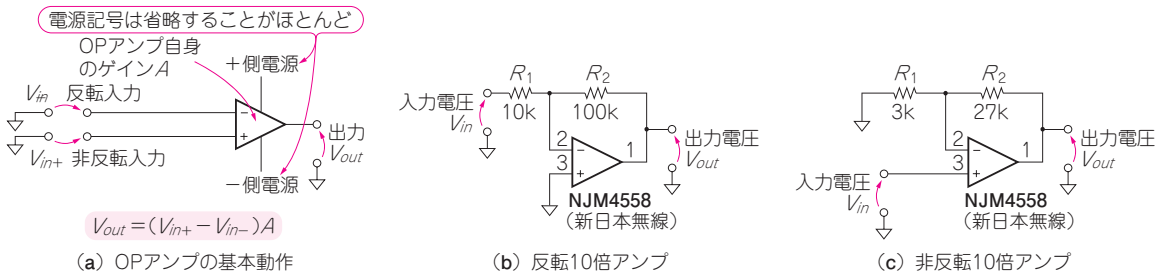 電源記号は省略することがほとんど
OPアンプ自身
のゲインA
+側電源
Vin 反転入力
−
+
Vin+ 非反転入力
出力
Vout
−側電源
Vout=(Vin+−Vin−)A
(a) OPアンプの基本動作
R1
R2
入力電圧
Vin
10k
100k
2
−
1
3
+
出力電圧
Vout
NJM4558
(新日本無線)
(b) 反転10倍アンプ
R1
R2
3k
27k
2
−
1
3
+
出力電圧
Vout
入力電圧
Vin
NJM4558
(新日本無線)
(c) 非反転10倍アンプ